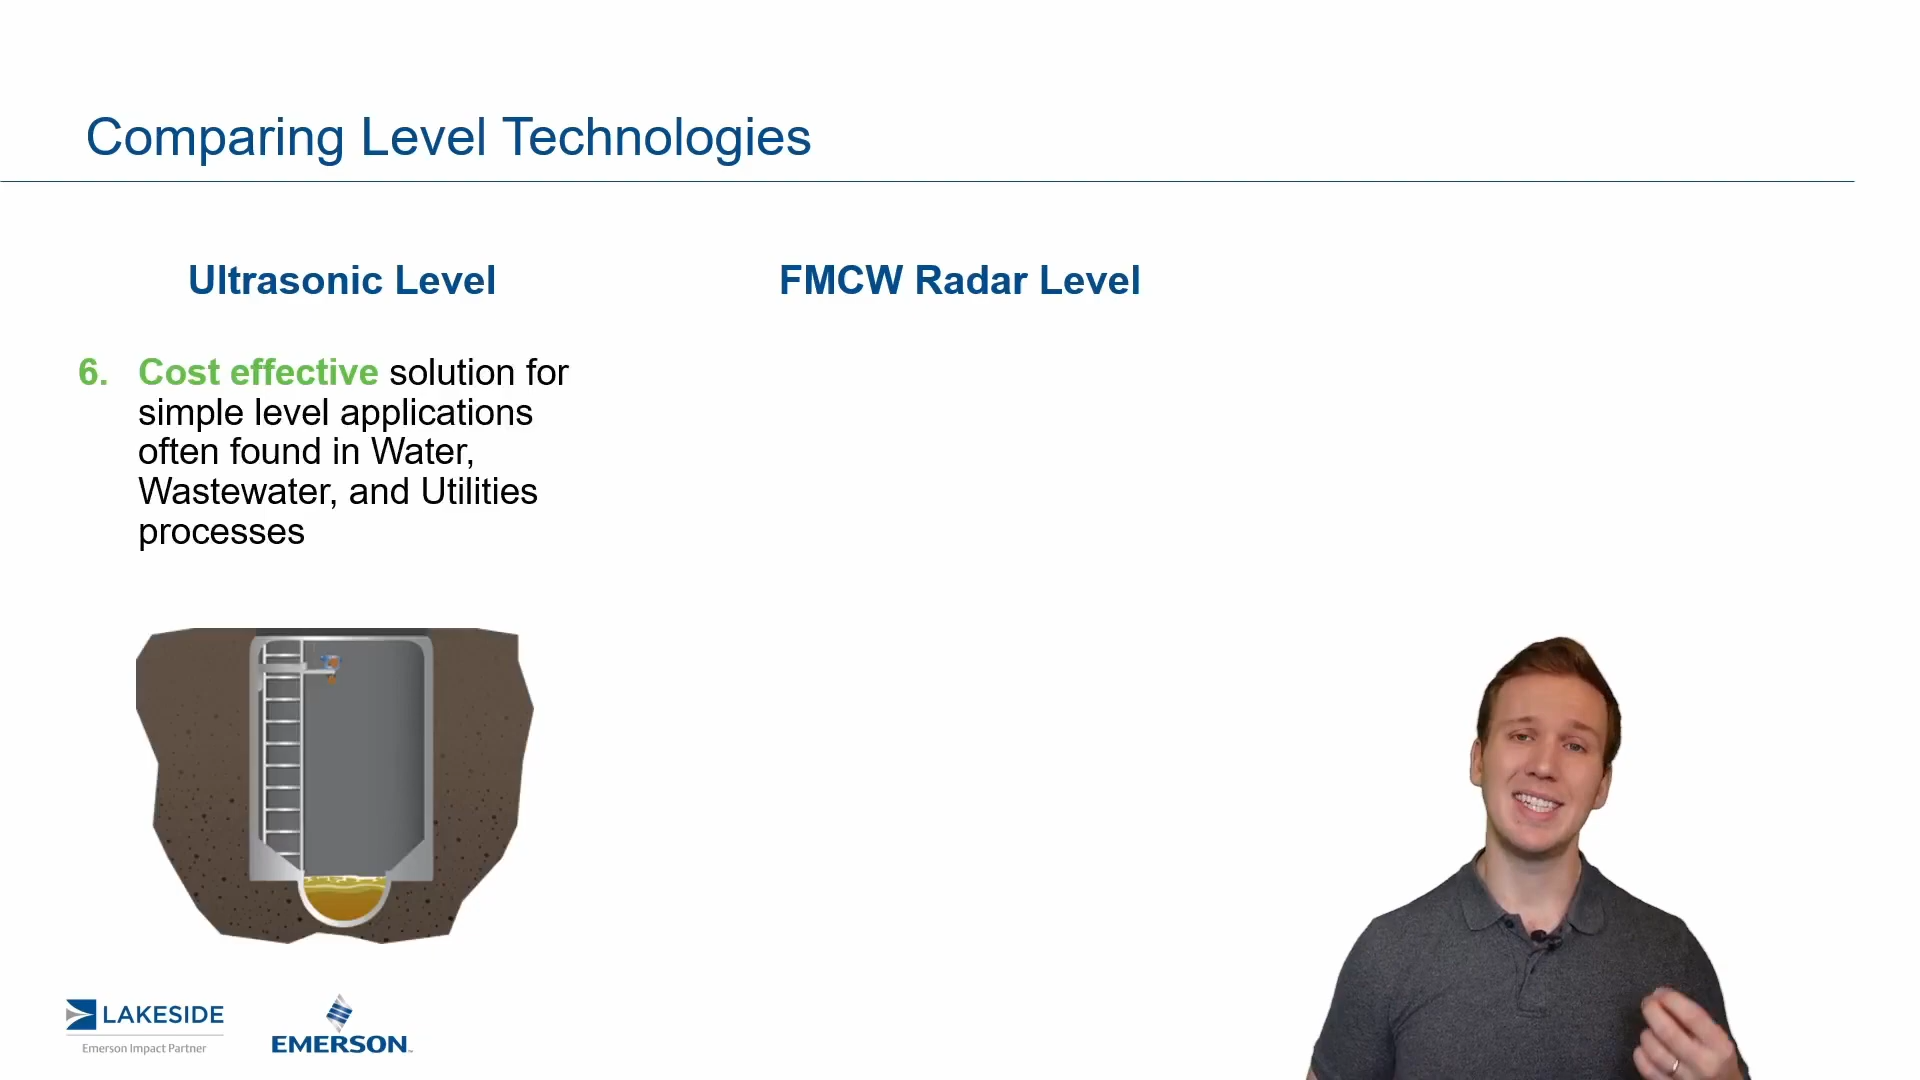 Comparing Level Technologies
Ultrasonic Level
FMCW Radar Level
6. Cost effective solution for
simple level applications
often found in Water,
Wastewater, and Utilities
processes
LAKESIDE
Emerson Impact Partner
EMERSON